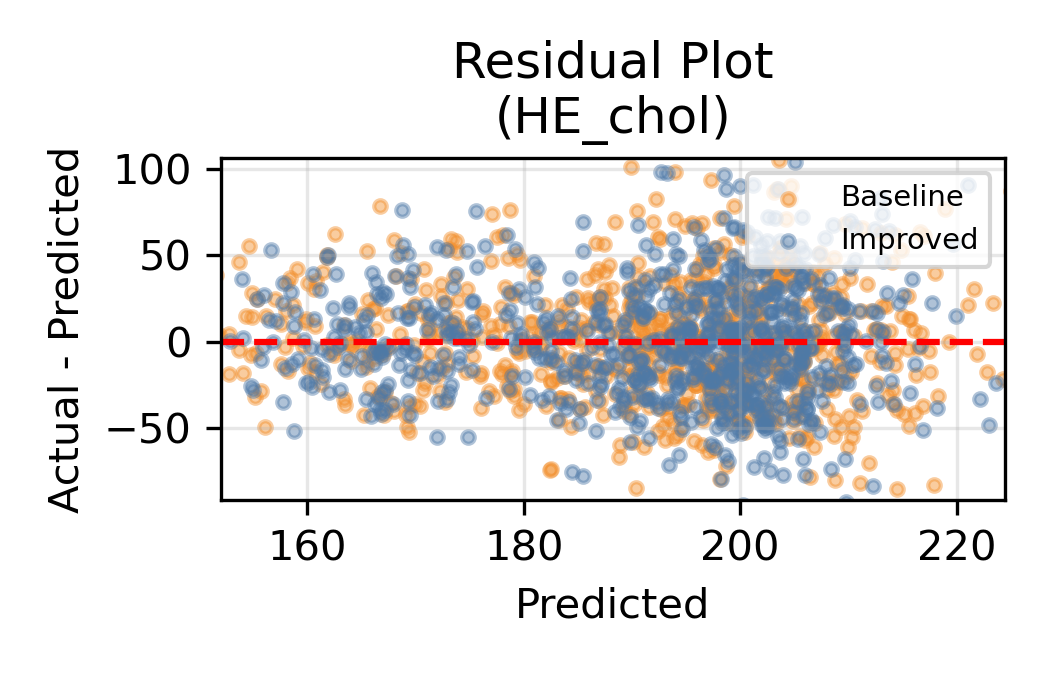 Residual Plot
(HE_chol)
Actual - Predicted
100
50
0
−50
Baseline
Improved
160
180
200
220
Predicted